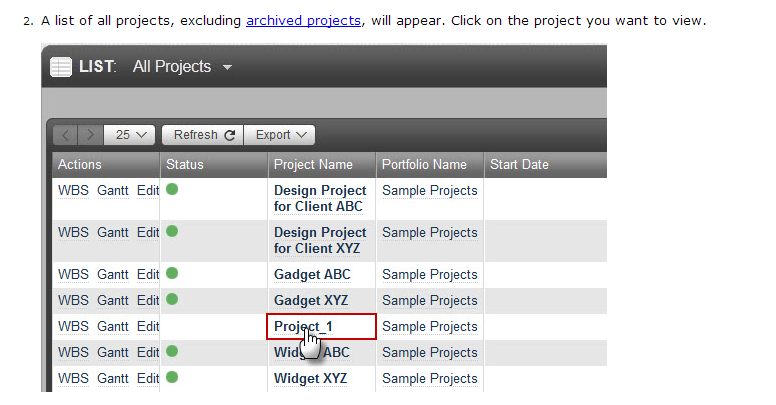 2. A list of all projects, excluding archived projects, will appear. Click on the project you want to view.
LIST: All Projects
25 Refresh Export
Actions Status Project Name Portfolio Name Start Date
WBS Gantt Edit Design Project Sample Projects
for Client ABC
WBS Gantt Edit Design Project Sample Projects
for Client XYZ
WBS Gantt Edit Gadget ABC Sample Projects
WBS Gantt Edit Gadget XYZ Sample Projects
WBS Gantt Edit Project_1 Sample Projects
WBS Gantt Edit ABC Sample Projects
WBS Gantt Edit Widget XYZ Sample Projects